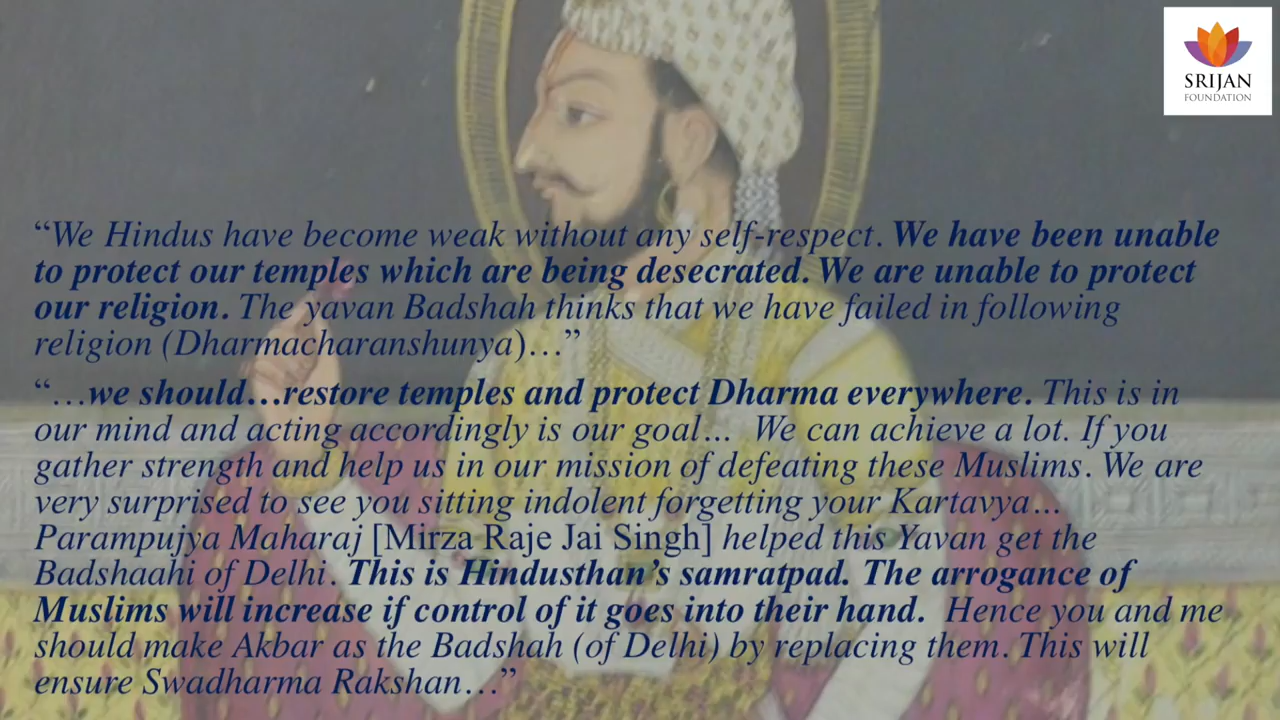 SRIJAN
FOUNDATION
“We Hindus have become weak without any self-respect. We have been unable
to protect our temples which are being desecrated. We are unable to protect
our religion. The yavan Badshah thinks that we have failed in following
religion (Dharmacharanshunya)…”
“…we should…restore temples and protect Dharma everywhere. This is in
our mind and acting accordingly is our goal… We can achieve a lot. If you
gather strength and help us in our mission of defeating these Muslims. We are
very surprised to see you sitting indolent forgetting your Kartavya…
Parampujya Maharaj [Mirza Raje Jai Singh] helped this Yavan get the
Badshaahi of Delhi. This is Hindusthan’s samratpad. The arrogance of
Muslims will increase if control of it goes into their hand. Hence you and me
should make Akbar as the Badshah (of Delhi) by replacing them. This will
ensure Swadharma Rakshan…”